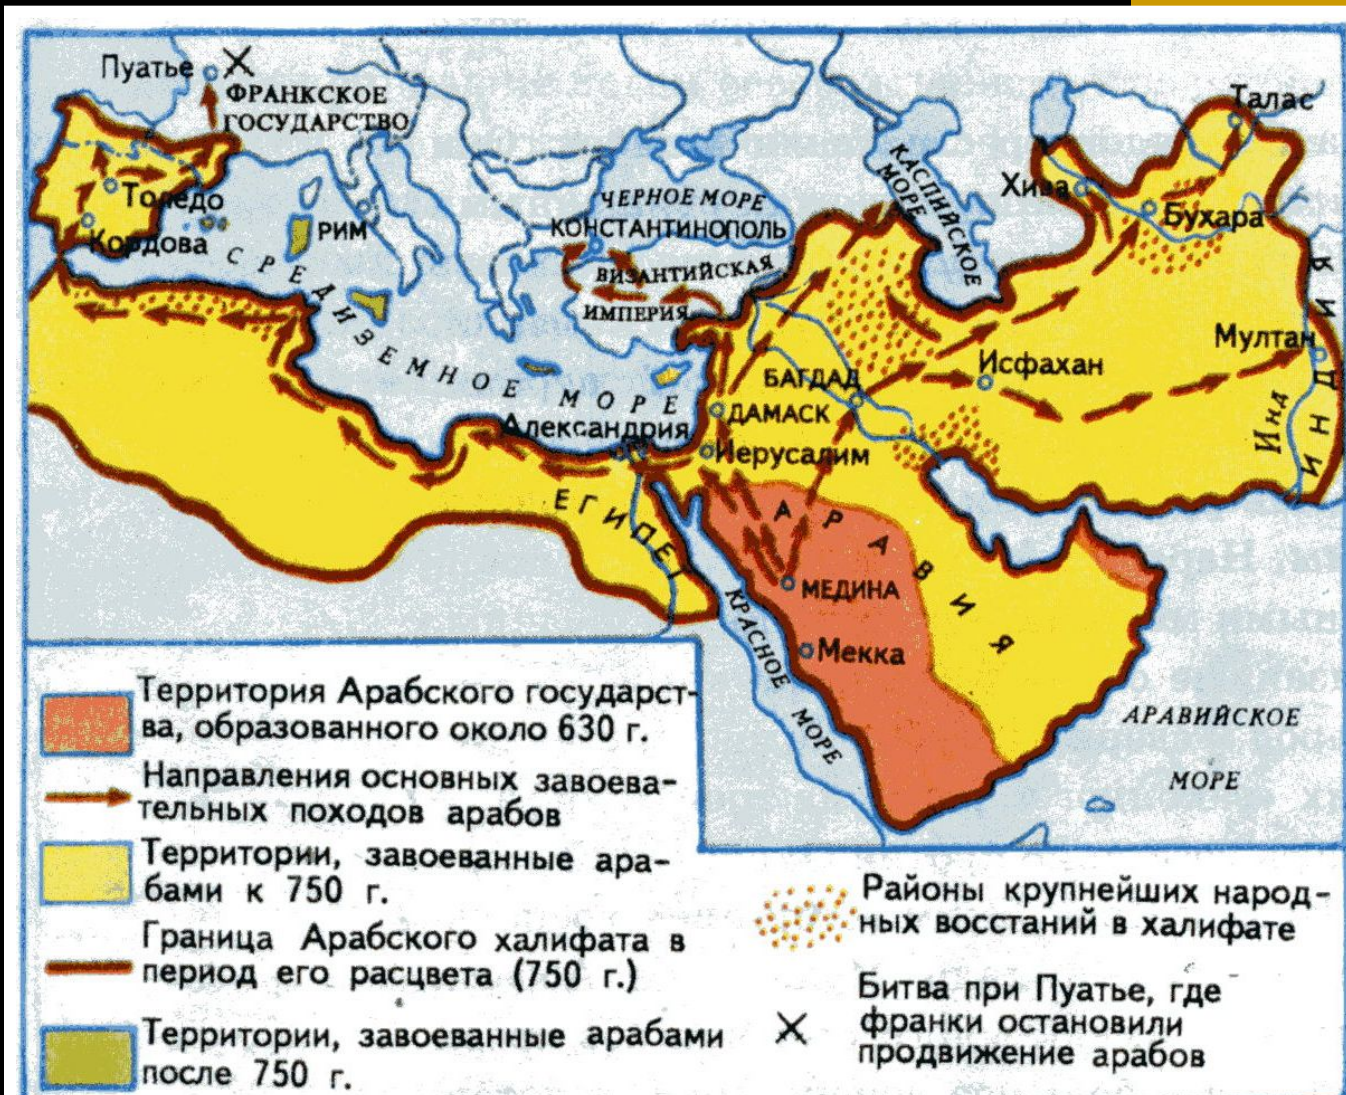 Пуатье
ФРАНКСКОЕ
ГОСУДАРСТВО
Талас
КАСПИЙСКОЕ
МОРЕ
Хива
Толедо
ЧЕРНОЕ МОРЕ
Бухара
Кордова
РИМ
КОНСТАНТИНОПОЛЬ
ВИЗАНТИЙСКАЯ
ИМПЕРИЯ
СРЕДИЗЕМНОЕ МОРЕ
Мултан
Исфахан
ИНДИЯ
Инд
БАГДАД
ДАМАСК
Александрия
Иерусалим
ЕГИПЕТ
АРАВИЯ
МЕДИНА
КРАСНОЕ
МОРЕ
Мекка
АРАВИЙСКОЕ
МОРЕ
Территория Арабского государст-
ва, образованного около 630 г.
Направления основных завоева-
тельных походов арабов
Территории, завоеванные ара-
бами к 750 г.
Граница Арабского халифата в
период его расцвета (750 г.)
Территории, завоеванные арабами
после 750 г.
Районы крупнейших народ-
ных восстаний в халифате
Битва при Пуатье, где
франки остановили
продвижение арабов